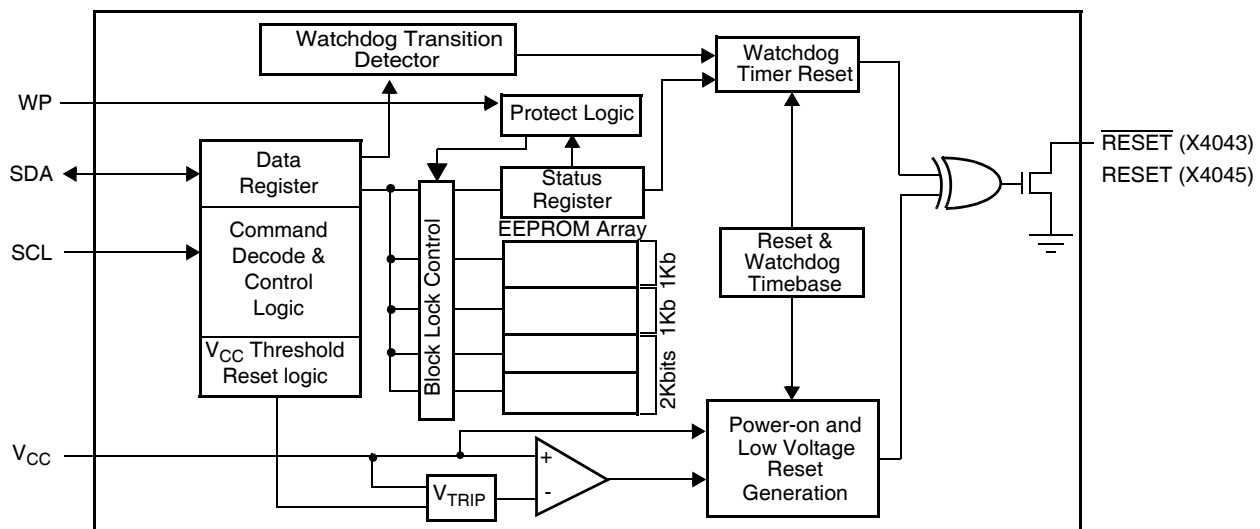 Watchdog Transition
Detector
Watchdog
Timer Reset
WP
Protect Logic
RESET (X4043)
RESET (X4045)
SDA
Data
Register
Status
Register
EEPROM Array
SCL
Command
Decode &
Control
Logic
Block Lock Control
1Kb
1Kb
2Kbits
Reset &
Watchdog
Timebase
VCC Threshold
Reset logic
VCC
VTRIP
+
-
Power-on and
Low Voltage
Reset
Generation